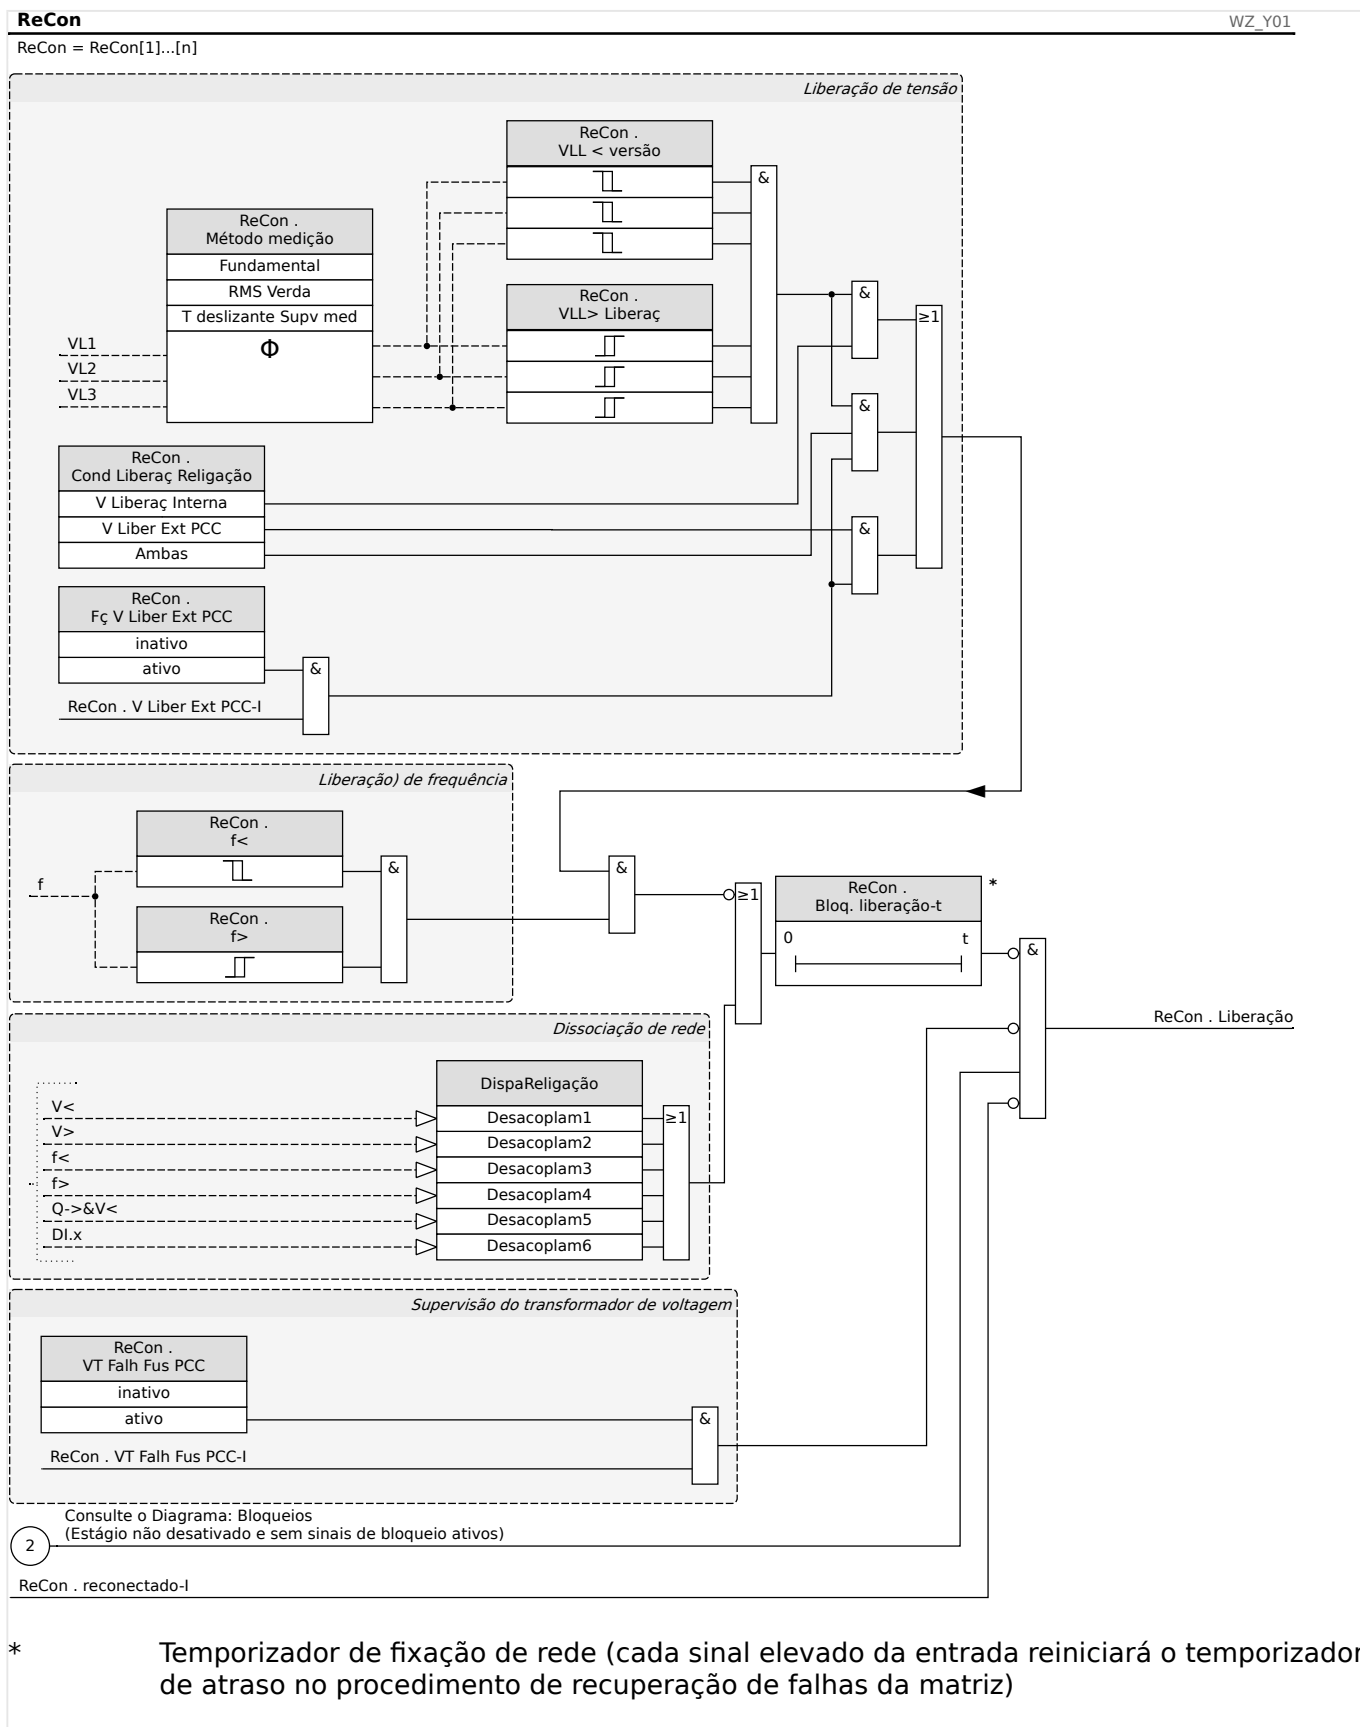 ReCon
WZ_Y01
ReCon = ReCon[1]...[n]
Liberação de tensão
ReCon .
VLL < versão
&
ReCon .
Método medição
Fundamental
RMS Verda
T deslizante Supv med
Φ
VL1
VL2
VL3
ReCon .
VLL> Liberaç
&
≥1
&
ReCon .
Cond Liberaç Religação
V Liberaç Interna
V Liber Ext PCC
Ambas
&
ReCon .
Fç V Liber Ext PCC
inativo
ativo
&
ReCon . V Liber Ext PCC-I
Liberação) de frequência
ReCon .
f<
f
&
ReCon .
f>
&
≥1
ReCon .
Bloq. liberação-t
*
0
t
&
ReCon . Liberação
Dissociação de rede
DispaReligação
V<
Desacoplam1
≥1
V>
Desacoplam2
f<
Desacoplam3
f>
Desacoplam4
Q->&V<
Desacoplam5
DI.x
Desacoplam6
Supervisão do transformador de voltagem
ReCon .
VT Falh Fus PCC
inativo
ativo
&
ReCon . VT Falh Fus PCC-I
Consulte o Diagrama: Bloqueios
(Estágio não desativado e sem sinais de bloqueio ativos)
2
ReCon . reconectado-I
* Temporizador de fixação de rede (cada sinal elevado da entrada reiniciará o temporizador
de atraso no procedimento de recuperação de falhas da matriz)